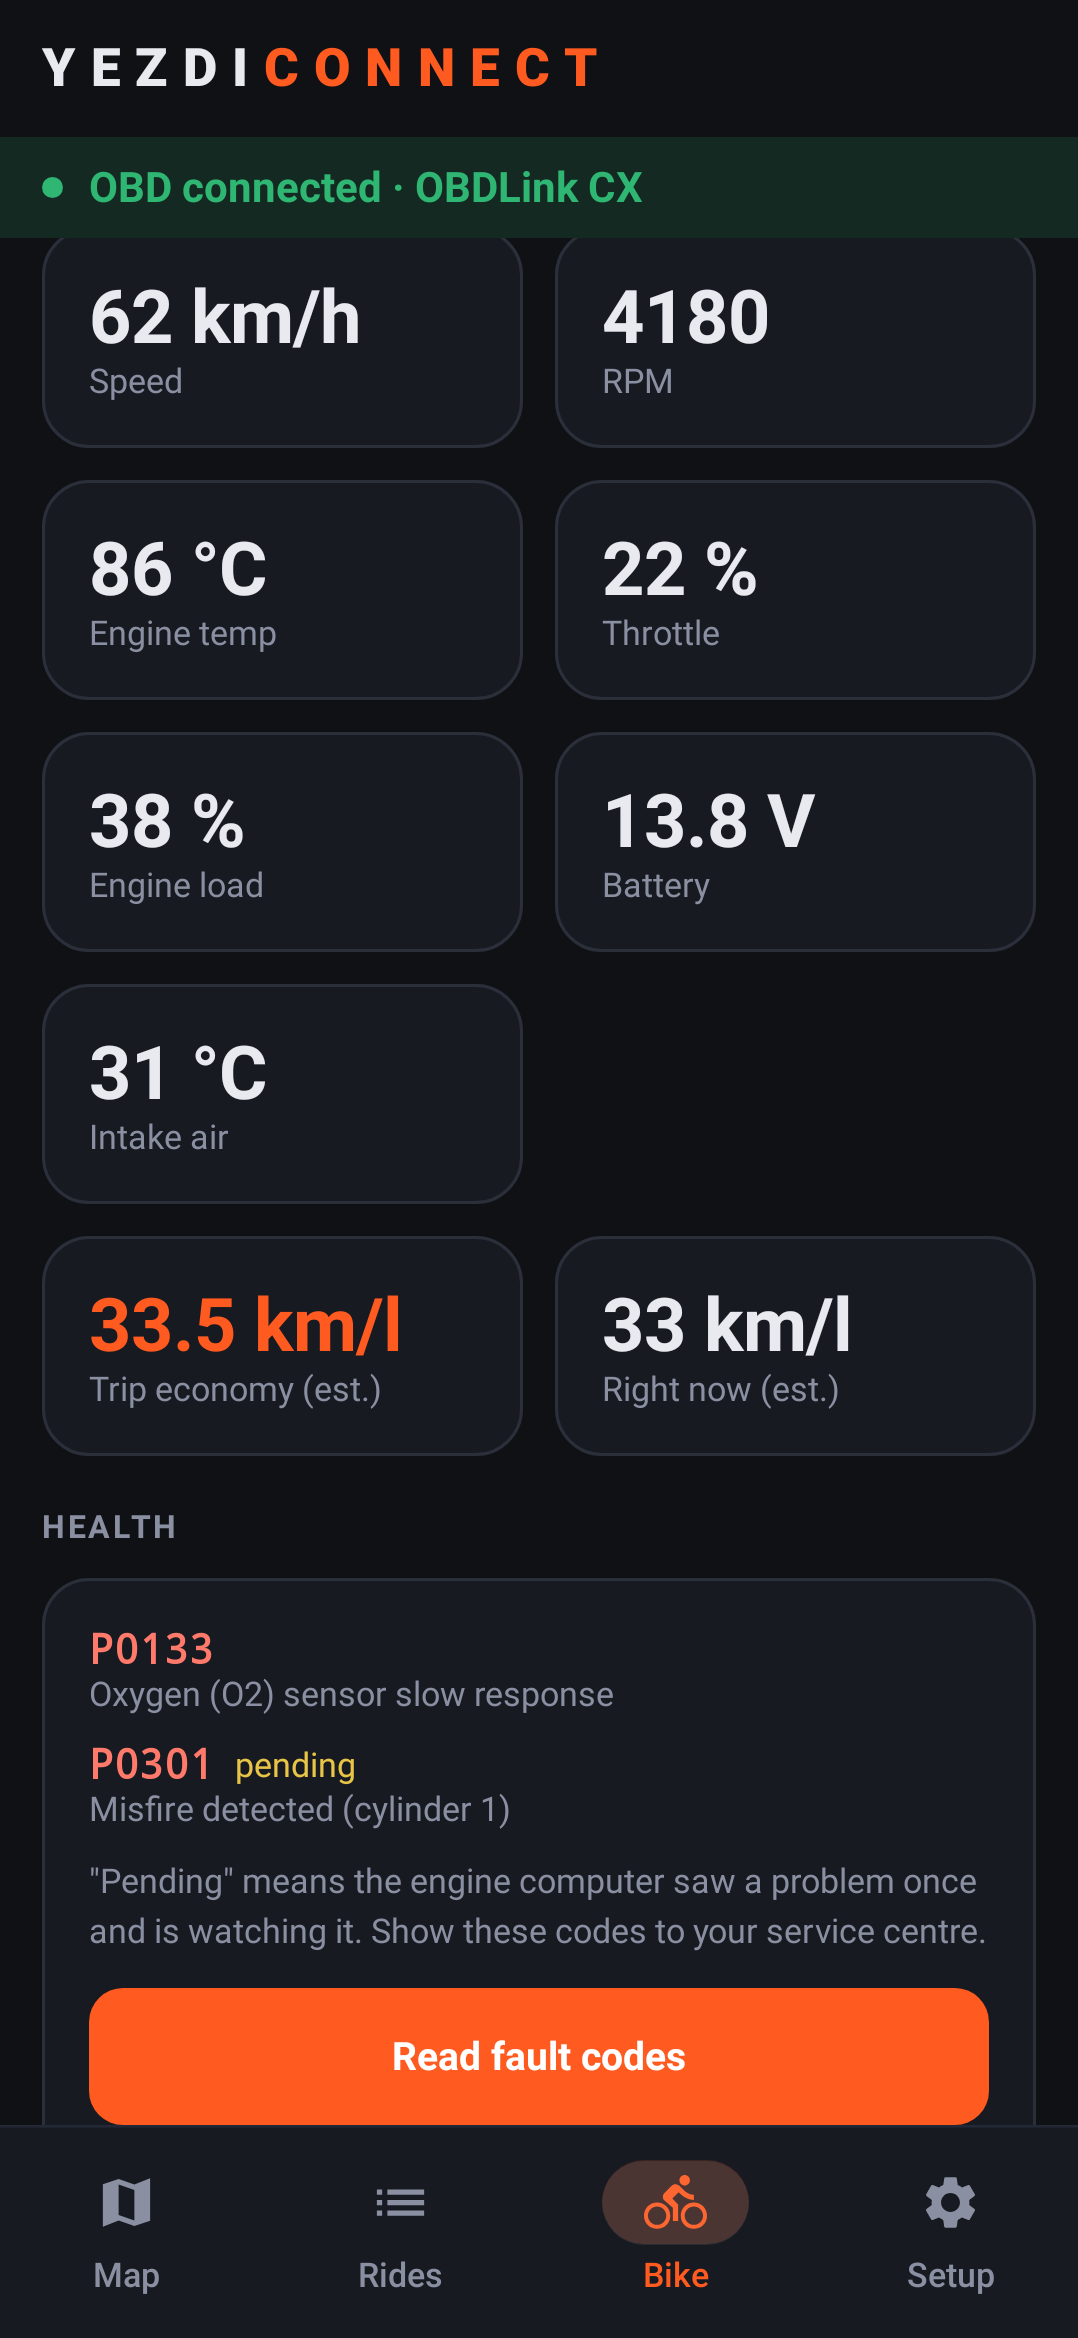 YEZDICONNECT
OBD connected · OBDLink CX
62 km/h
Speed
4180
RPM
86 °C
Engine temp
22 %
Throttle
38 %
Engine load
13.8 V
Battery
31 °C
Intake air
33.5 km/l
Trip economy (est.)
33 km/l
Right now (est.)
HEALTH
P0133
Oxygen (O2) sensor slow response
P0301 pending
Misfire detected (cylinder 1)
"Pending" means the engine computer saw a problem once
and is watching it. Show these codes to your service centre.
Read fault codes
Map
Rides
Bike
Setup